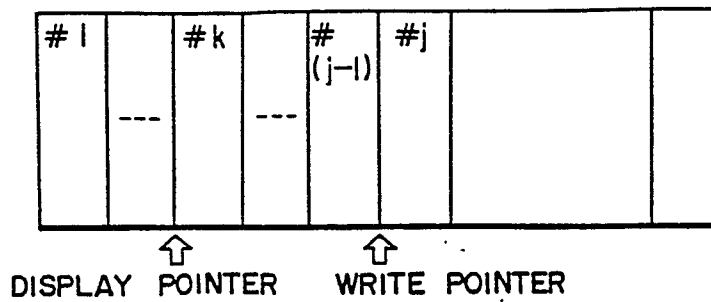 #1 --- #k --- # (j-1) #j
DISPLAY POINTER WRITE POINTER